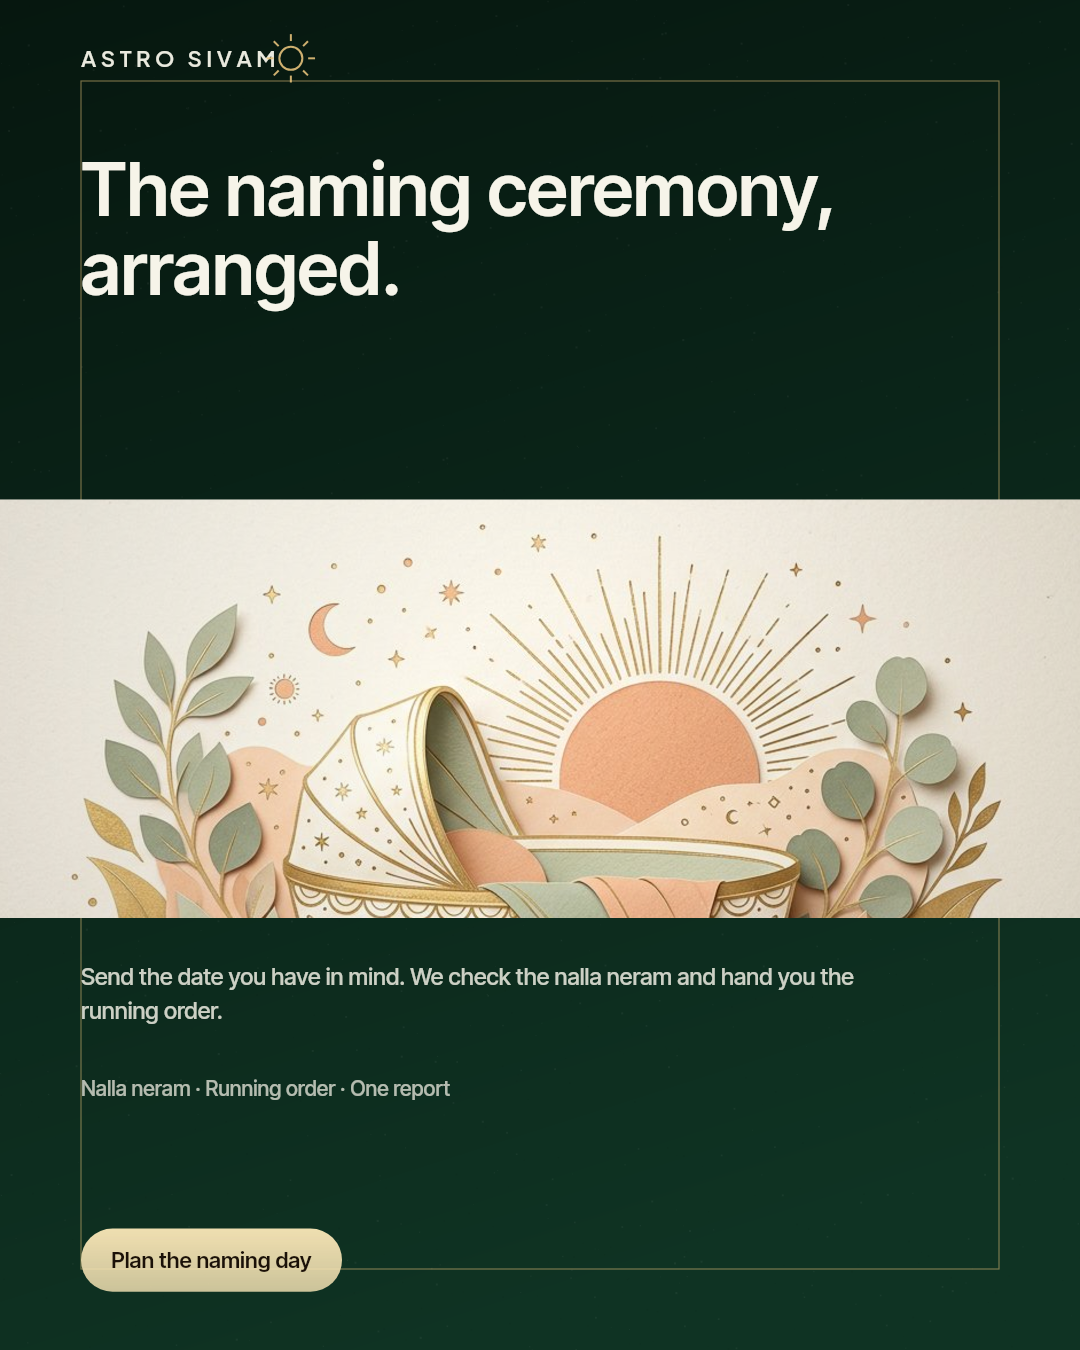 ASTRO SIVAM
The naming ceremony,
arranged.
Send the date you have in mind. We check the nalla neram and hand you the
running order.
Nalla neram · Running order · One report
Plan the naming day